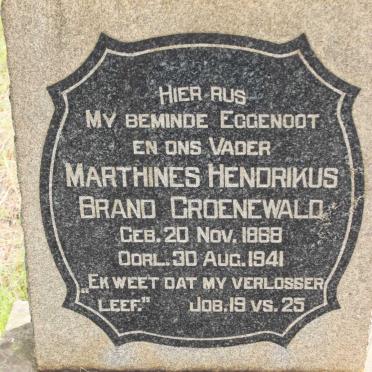 HIER RUS
MY BEMINDE EGGENOOT
EN ONS VADER
MARTHINES HENDRIKUS
BRAND GROENEWALD
GEB. 20 NOV. 1868
OORL. 30 AUG. 1941
„EK WEET DAT MY VERLOSSER
LEEF." JOB. 19 VS. 25